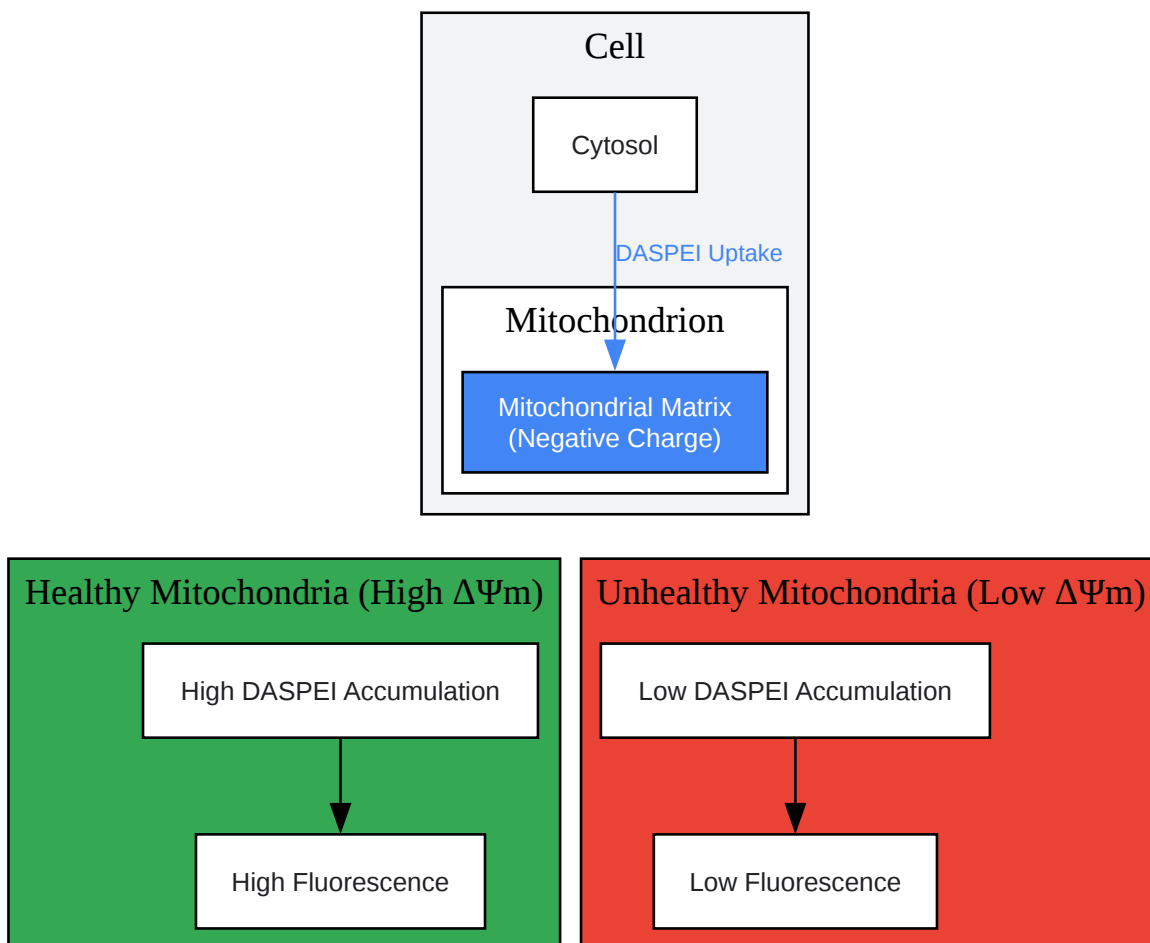 Cell
Cytosol
DASPEI Uptake
Mitochondrion
Mitochondrial Matrix
(Negative Charge)
Healthy Mitochondria (High ΔΨm)
High DASPEI Accumulation
High Fluorescence
Unhealthy Mitochondria (Low ΔΨm)
Low DASPEI Accumulation
Low Fluorescence